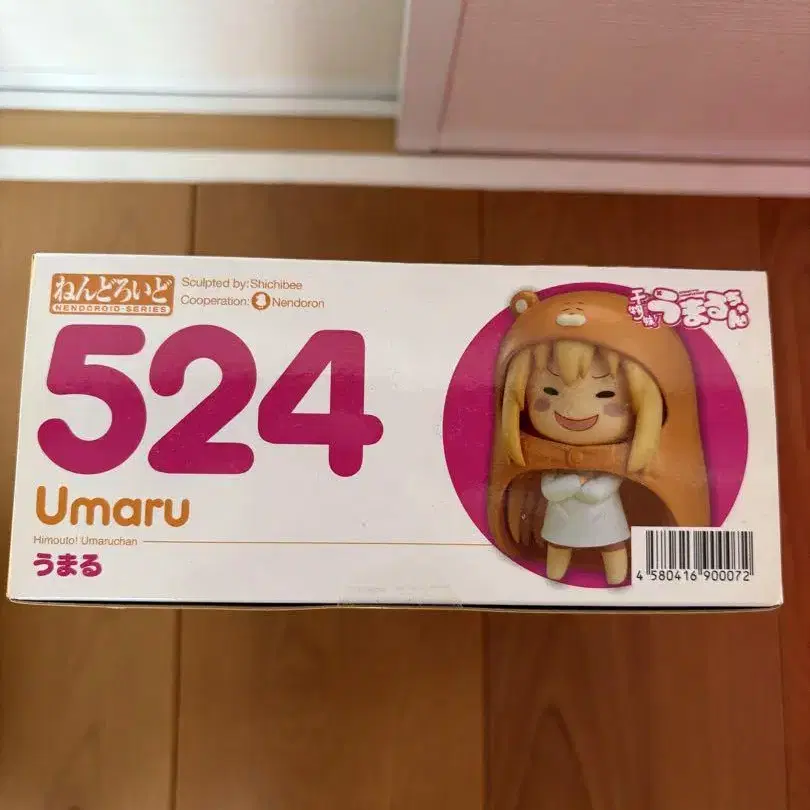 ねんどろいど
NENDOROID-SERIES
Sculpted by: Shichibee
Cooperation: Nendoron
524
Umaru
Himouto! Umaruchan
うまる
干物妹!うまるちゃん
4 580416 900072